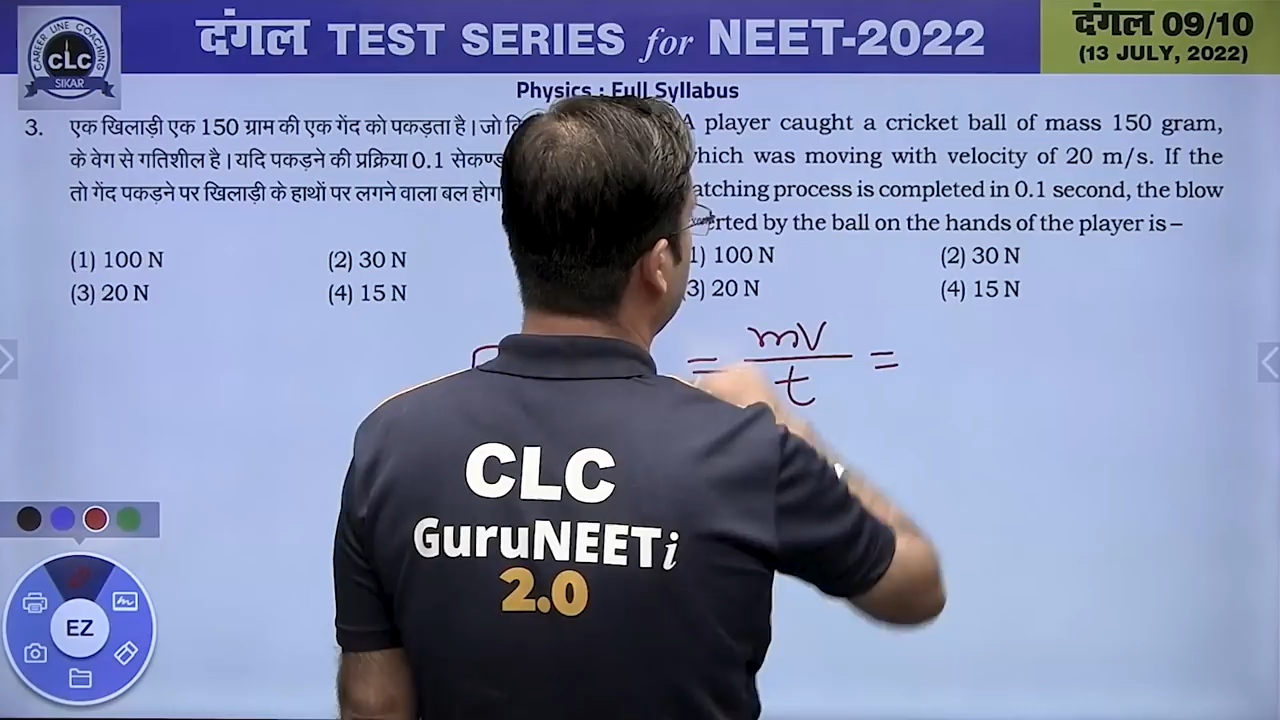 CAREER LINE COACHING
CLC
SIKAR
दंगल TEST SERIES for NEET-2022
दंगल 09/10
(13 JULY, 2022)
Physics : Full Syllabus
3. एक खिलाड़ी एक 150 ग्राम की एक गेंद को पकड़ता है। जो
के वेग से गतिशील है। यदि पकड़ने की प्रक्रिया 0.1
तो गेंद पकड़ने पर खिलाड़ी के हाथों पर लगने वाला बल
(1) 100 N (2) 30 N
(3) 20 N (4) 15 N
A player caught a cricket ball of mass 150 gram,
which was moving with velocity of 20 m/s. If the
atching process is completed in 0.1 second, the blow
erted by the ball on the hands of the player is–
1) 100 N (2) 30 N
3) 20 N (4) 15 N
= mv / t =
CLC
GuruNEETi
2.0
EZ